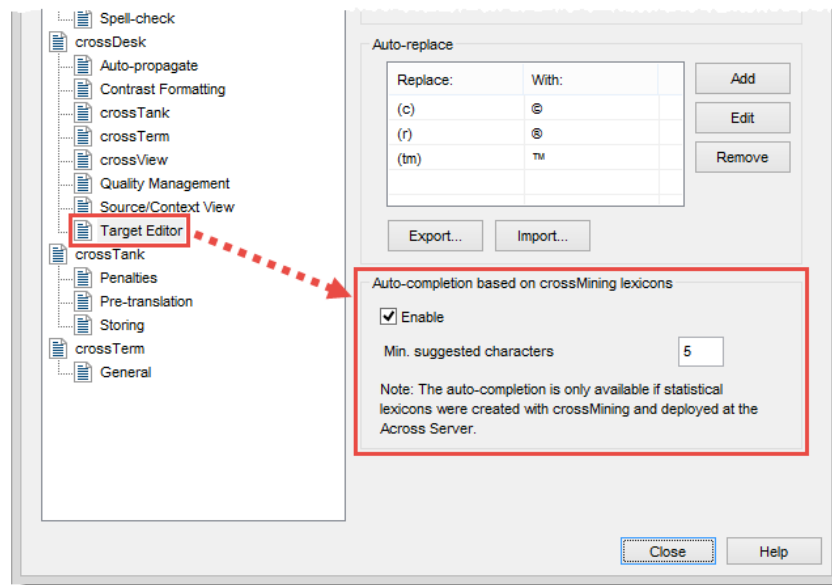 Spell-check
crossDesk
Auto-propagate
Contrast Formatting
crossTank
crossTerm
crossView
Quality Management
Source/Context View
Target Editor
crossTank
Penalties
Pre-translation
Storing
crossTerm
General
Auto-replace
Replace: With:
(c) ©
(r) ®
(tm) ™
Add
Edit
Remove
Export... Import...
Auto-completion based on crossMining lexicons
Enable
Min. suggested characters 5
Note: The auto-completion is only available if statistical
lexicons were created with crossMining and deployed at the
Across Server.
Close Help